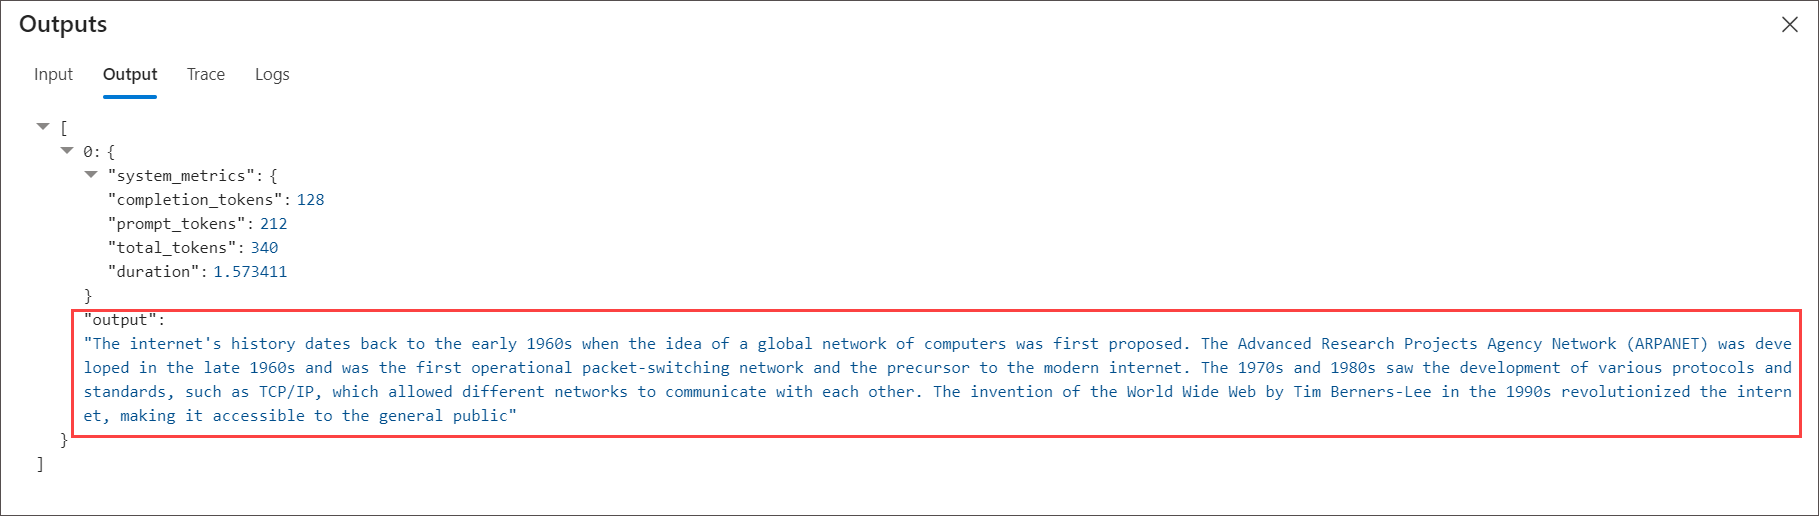 Outputs
Input Output Trace Logs
[
0: {
"system_metrics": {
"completion_tokens": 128
"prompt_tokens": 212
"total_tokens": 340
"duration": 1.573411
}
"output":
"The internet's history dates back to the early 1960s when the idea of a global network of computers was first proposed. The Advanced Research Projects Agency Network (ARPANET) was deve
loped in the late 1960s and was the first operational packet-switching network and the precursor to the modern internet. The 1970s and 1980s saw the development of various protocols and
standards, such as TCP/IP, which allowed different networks to communicate with each other. The invention of the World Wide Web by Tim Berners-Lee in the 1990s revolutionized the intern
et, making it accessible to the general public"
}
]